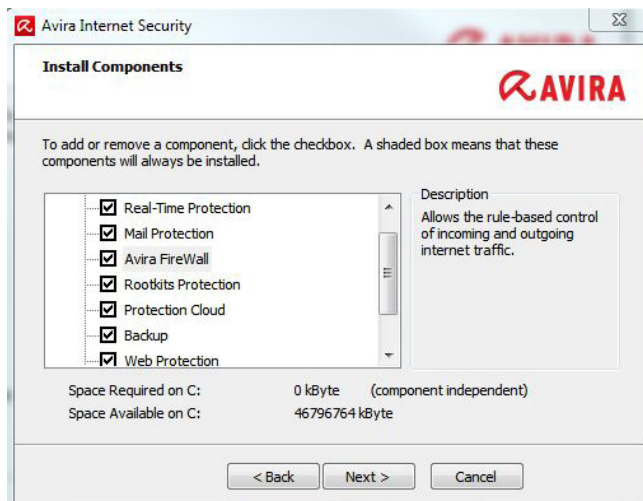 Avira Internet Security
Install Components
AVIRA
To add or remove a component, click the checkbox. A shaded box means that these
components will always be installed.
Real-Time Protection
Mail Protection
Avira FireWall
Rootkits Protection
Protection Cloud
Backup
Web Protection
Description
Allows the rule-based control
of incoming and outgoing
internet traffic.
Space Required on C: 0 kByte (component independent)
Space Available on C: 46796764 kByte
< Back Next > Cancel